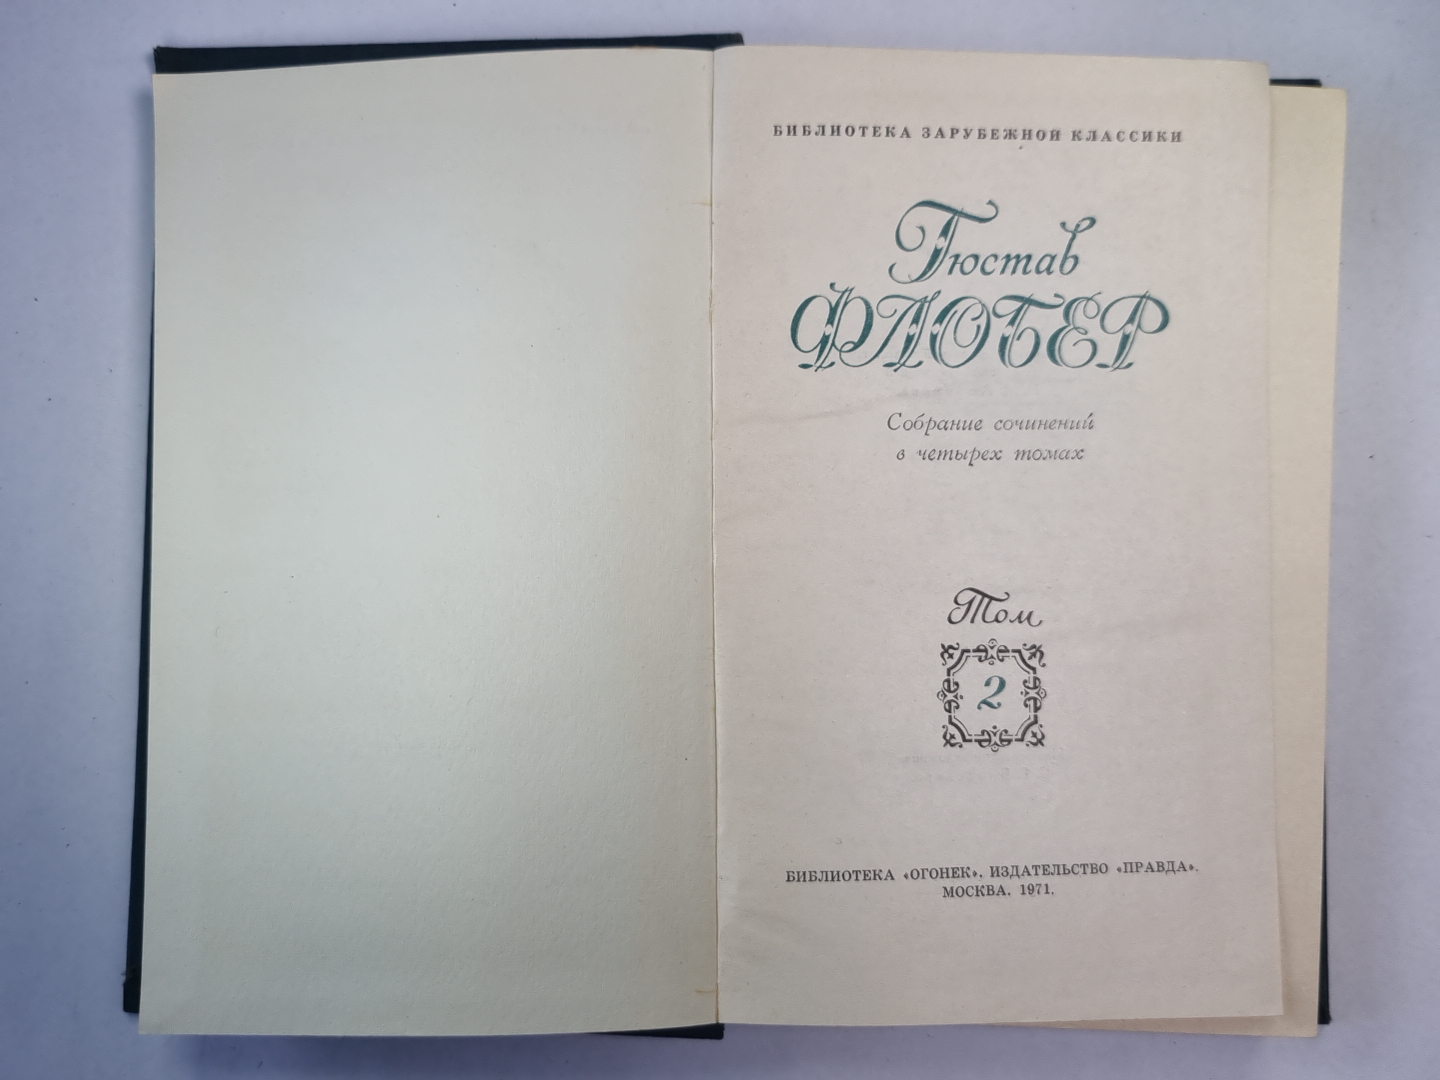 БИБЛИОТЕКА ЗАРУБЕЖНОЙ КЛАССИКИ
Гюстав
ФЛОБЕР
Собрание сочинений
в четырех томах
Том
2
БИБЛИОТЕКА «ОГОНЕК». ИЗДАТЕЛЬСТВО «ПРАВДА».
МОСКВА. 1971.